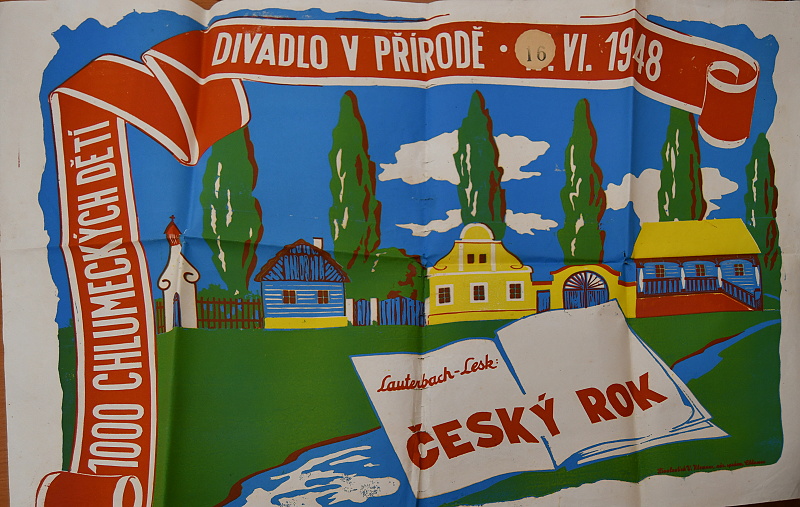 1000 CHLUMECKÝCH DĚTÍ
DIVADLO V PŘÍRODĚ • 16 VI. 1948
Lauterbach-Lesk:
ČESKÝ ROK